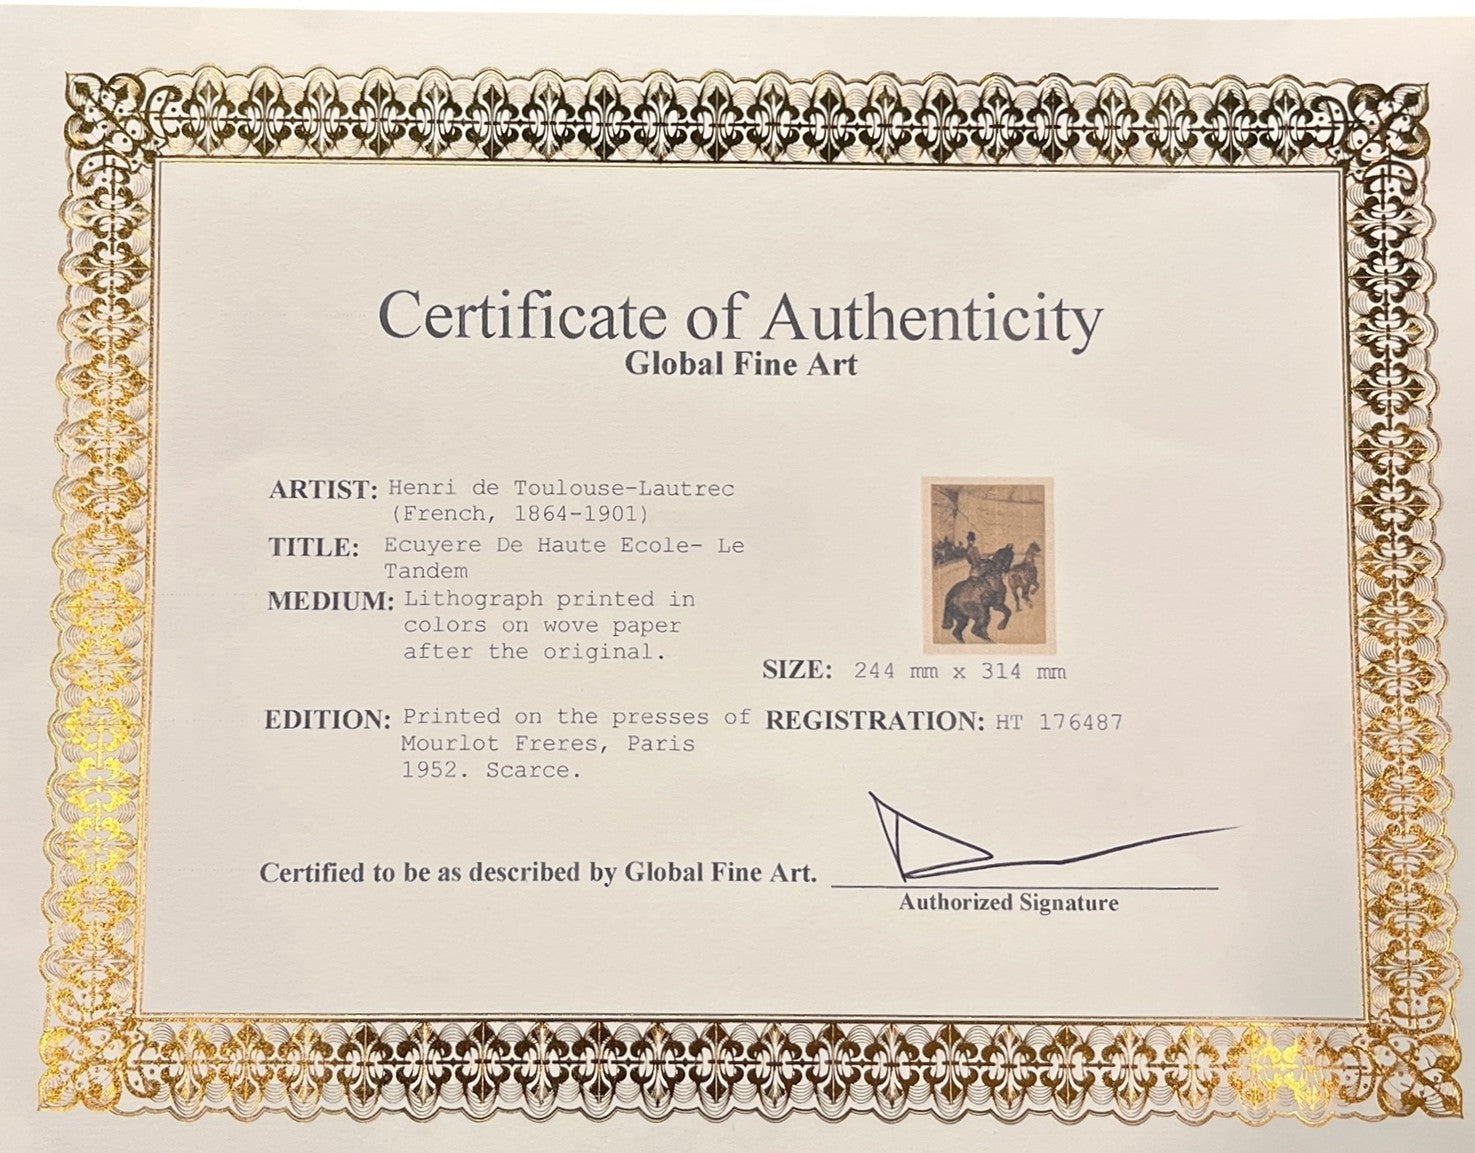 Certificate of Authenticity
Global Fine Art
ARTIST: Henri de Toulouse-Lautrec
(French, 1864-1901)
TITLE: Ecuyere De Haute Ecole- Le
Tandem
MEDIUM: Lithograph printed in
colors on wove paper
after the original.
SIZE: 244 mm x 314 mm
EDITION: Printed on the presses of
Mourlot Freres, Paris
1952. Scarce.
REGISTRATION: HT 176487
Certified to be as described by Global Fine Art.
Authorized Signature